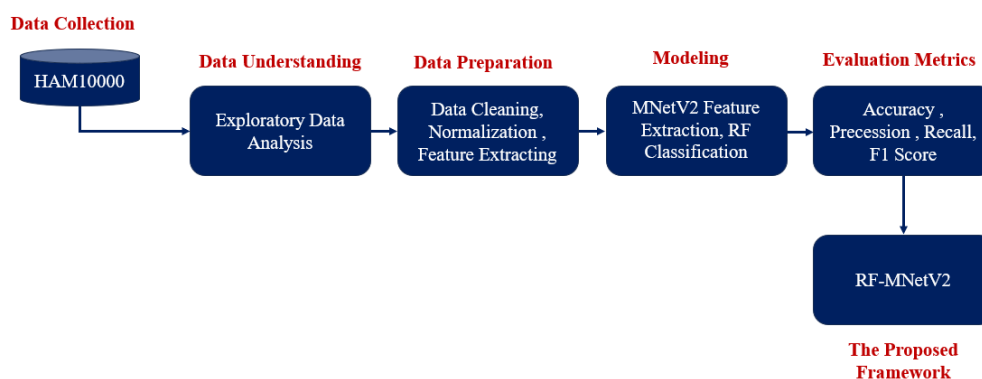 Data Collection
HAM10000
Data Understanding
Exploratory Data
Analysis
Data Preparation
Data Cleaning,
Normalization ,
Feature Extracting
Modeling
MNetV2 Feature
Extraction, RF
Classification
Evaluation Metrics
Accuracy ,
Precession , Recall,
F1 Score
RF-MNetV2
The Proposed
Framework